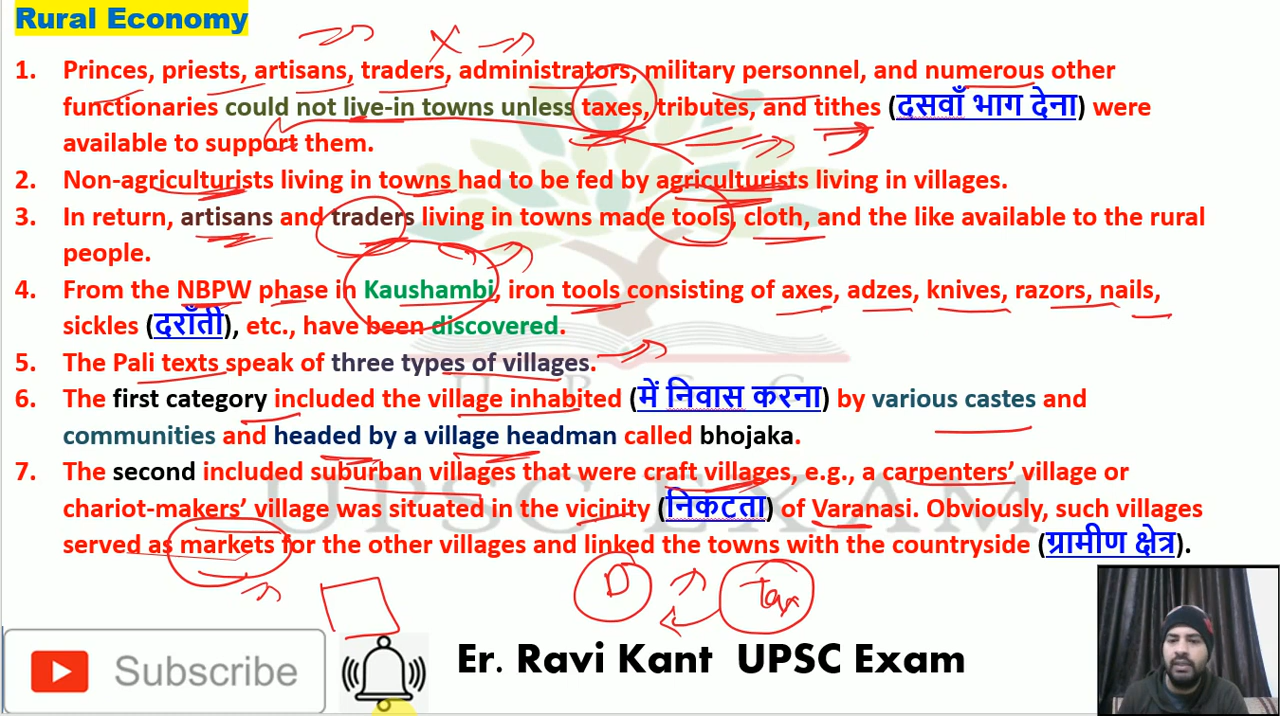 Rural Economy
1. Princes, priests, artisans, traders, administrators, military personnel, and numerous other
functionaries could not live-in towns unless taxes, tributes, and tithes (दसवाँ भाग देना) were
available to support them.
2. Non-agriculturists living in towns had to be fed by agriculturists living in villages.
3. In return, artisans and traders living in towns made tools, cloth, and the like available to the rural
people.
4. From the NBPW phase in Kaushambi, iron tools consisting of axes, adzes, knives, razors, nails,
sickles (दराँती), etc., have been discovered.
5. The Pali texts speak of three types of villages.
6. The first category included the village inhabited (में निवास करना) by various castes and
communities and headed by a village headman called bhojaka.
7. The second included suburban villages that were craft villages, e.g., a carpenters’ village or
chariot-makers’ village was situated in the vicinity (निकटता) of Varanasi. Obviously, such villages
served as markets for the other villages and linked the towns with the countryside (ग्रामीण क्षेत्र).
UPSC EXAM
D Tax
Subscribe
Er. Ravi Kant UPSC Exam